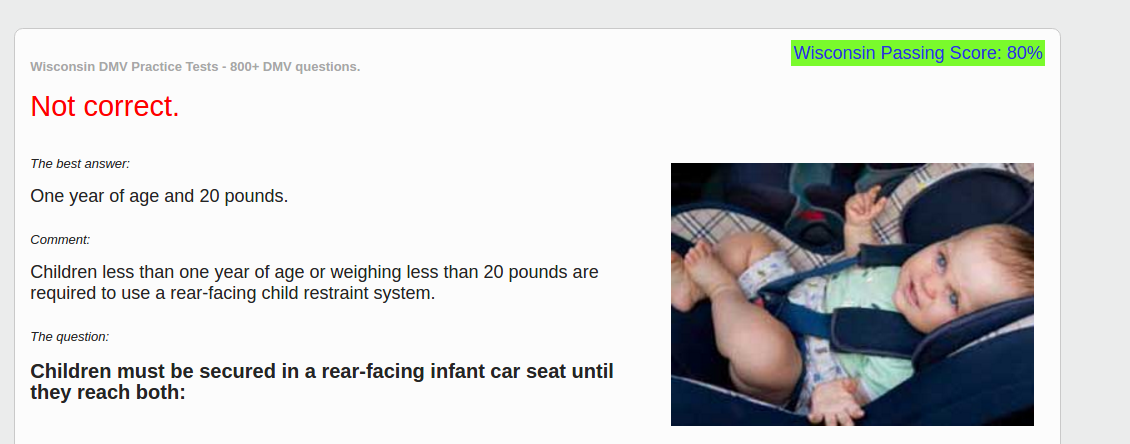 Wisconsin Passing Score: 80%
Wisconsin DMV Practice Tests - 800+ DMV questions.
Not correct.
The best answer:
One year of age and 20 pounds.
Comment:
Children less than one year of age or weighing less than 20 pounds are
required to use a rear-facing child restraint system.
The question:
Children must be secured in a rear-facing infant car seat until
they reach both: